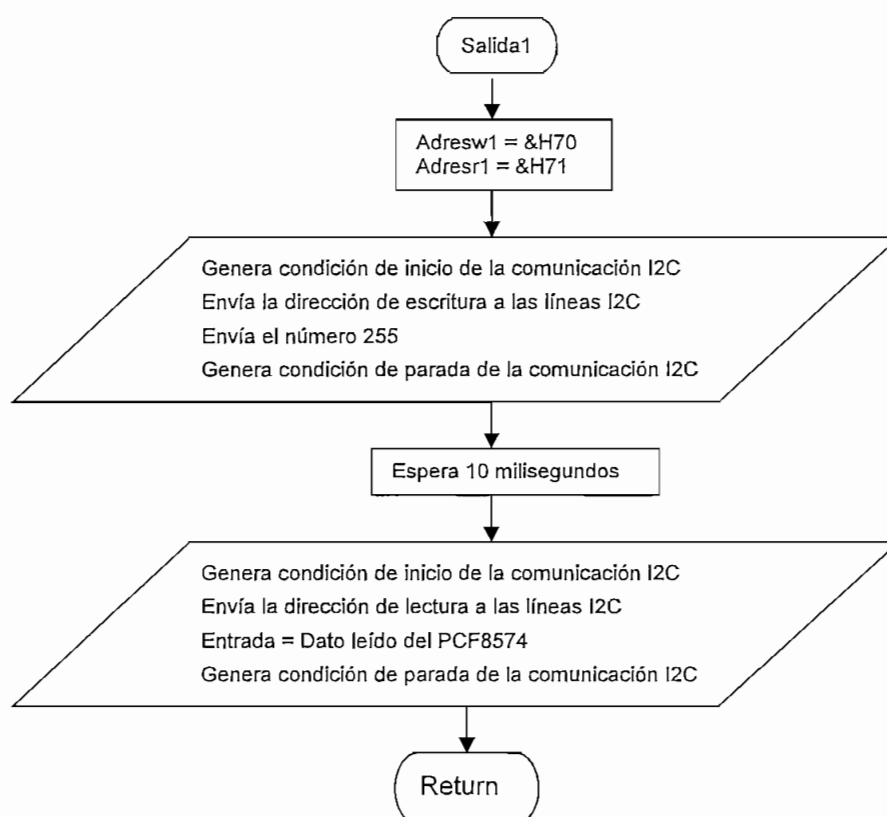 Salida1
Adresw1 = &H70
Adresr1 = &H71
Genera condición de inicio de la comunicación I2C
Envía la dirección de escritura a las líneas I2C
Envía el número 255
Genera condición de parada de la comunicación I2C
Espera 10 milisegundos
Genera condición de inicio de la comunicación I2C
Envía la dirección de lectura a las líneas I2C
Entrada = Dato leído del PCF8574
Genera condición de parada de la comunicación I2C
Return